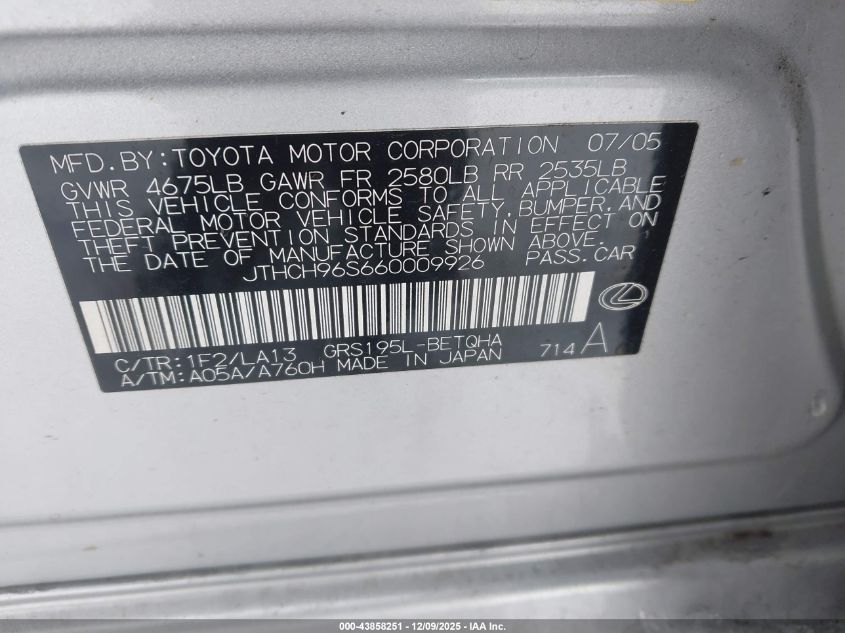 MFD.BY:TOYOTA MOTOR CORPORATION 07/05
GVWR 4675LB GAWR FR 2580LB RR 2535LB
THIS VEHICLE CONFORMS TO ALL APPLICABLE
FEDERAL MOTOR VEHICLE SAFETY,BUMPER,AND
THEFT PREVENTION STANDARDS IN EFFECT ON
THE DATE OF MANUFACTURE SHOWN ABOVE.
JTHCH96S660009926 PASS.CAR
C/TR:1F2/LA13 GRS195L-BETQHA
A/TM:A05A/A760H MADE IN JAPAN 714A
000-43858251 - 12/09/2025 - IAA Inc.